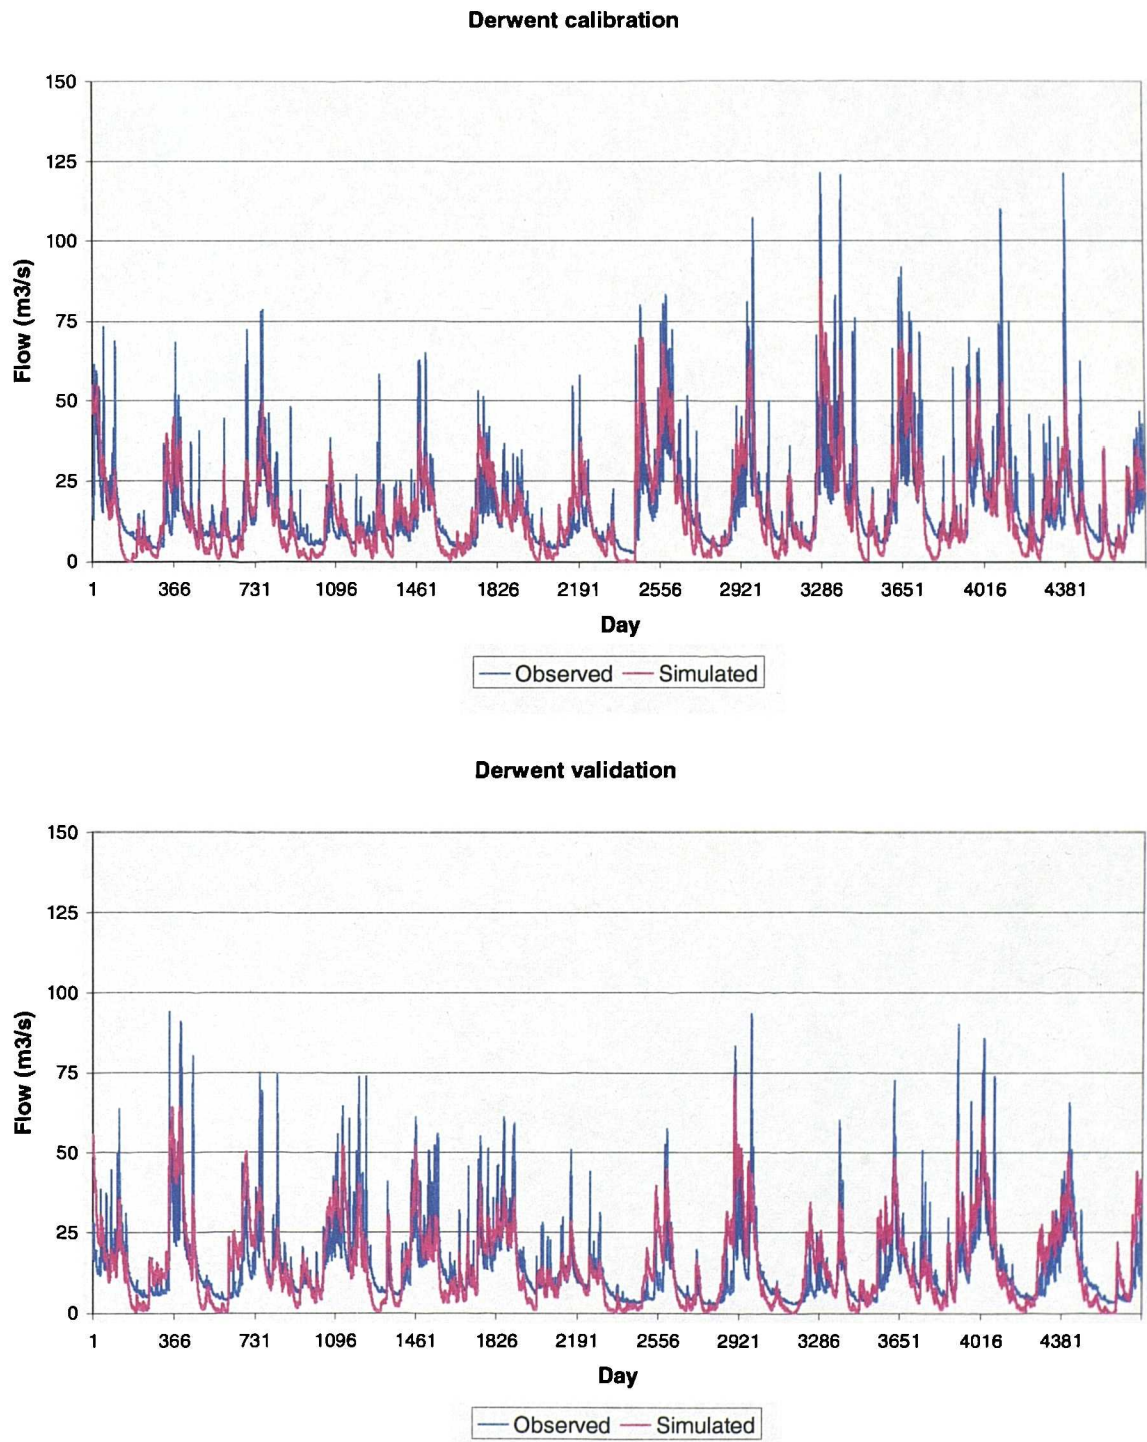 Derwent calibration
150
125
100
75
50
25
0
Flow (m3/s)
1 366 731 1096 1461 1826 2191 2556 2921 3286 3651 4016 4381
Day
Observed Simulated
Derwent validation
150
125
100
75
50
25
0
Flow (m3/s)
1 366 731 1096 1461 1826 2191 2556 2921 3286 3651 4016 4381
Day
Observed Simulated